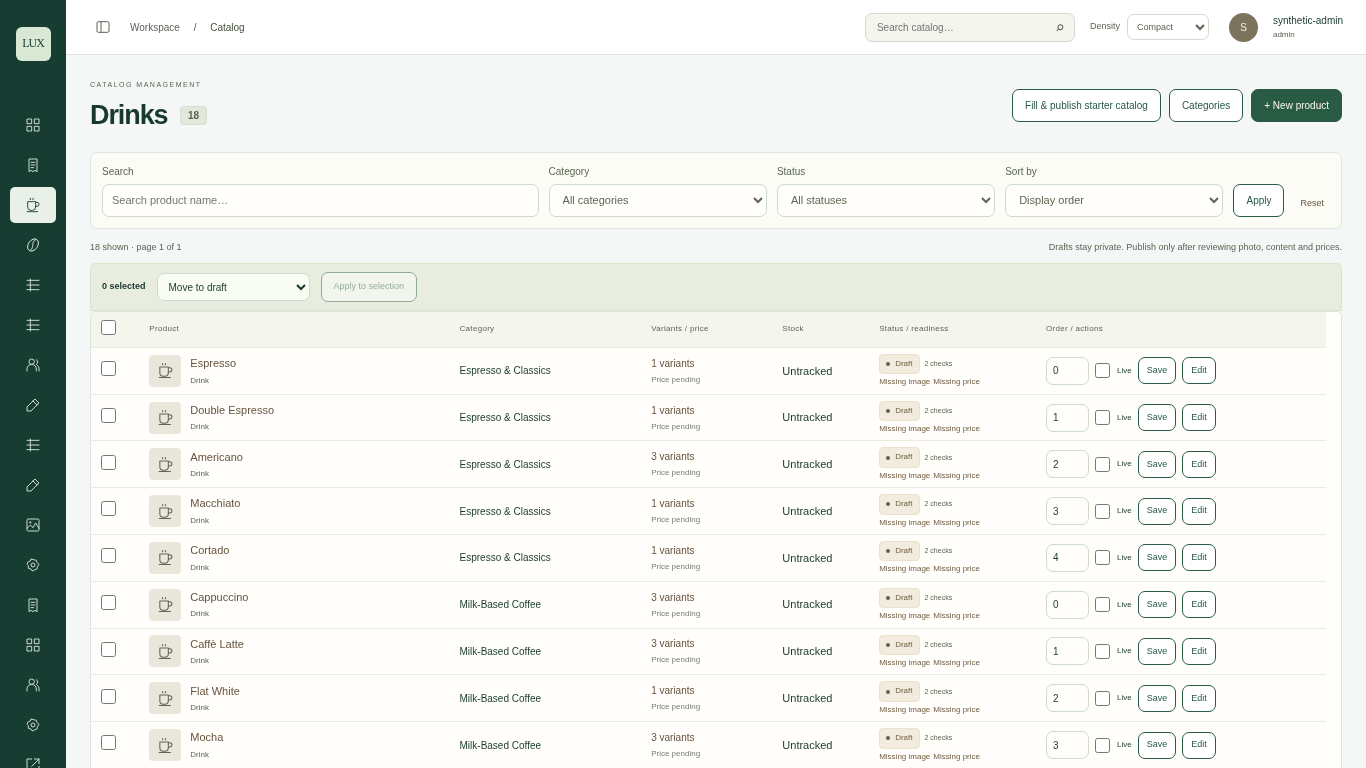 LUX
Workspace / Catalog
Search catalog…
Density Compact
S
synthetic-admin
admin
CATALOG MANAGEMENT
Drinks 18
Fill & publish starter catalog Categories + New product
Search Category Status Sort by
Search product name… All categories All statuses Display order Apply Reset
18 shown · page 1 of 1 Drafts stay private. Publish only after reviewing photo, content and prices.
0 selected Move to draft Apply to selection
Product Category Variants / price Stock Status / readiness Order / actions
Espresso Drink Espresso & Classics 1 variants Price pending Untracked Draft 2 checks Missing image Missing price 0 Live Save Edit
Double Espresso Drink Espresso & Classics 1 variants Price pending Untracked Draft 2 checks Missing image Missing price 1 Live Save Edit
Americano Drink Espresso & Classics 3 variants Price pending Untracked Draft 2 checks Missing image Missing price 2 Live Save Edit
Macchiato Drink Espresso & Classics 1 variants Price pending Untracked Draft 2 checks Missing image Missing price 3 Live Save Edit
Cortado Drink Espresso & Classics 1 variants Price pending Untracked Draft 2 checks Missing image Missing price 4 Live Save Edit
Cappuccino Drink Milk-Based Coffee 3 variants Price pending Untracked Draft 2 checks Missing image Missing price 0 Live Save Edit
Caffè Latte Drink Milk-Based Coffee 3 variants Price pending Untracked Draft 2 checks Missing image Missing price 1 Live Save Edit
Flat White Drink Milk-Based Coffee 1 variants Price pending Untracked Draft 2 checks Missing image Missing price 2 Live Save Edit
Mocha Drink Milk-Based Coffee 3 variants Price pending Untracked Draft 2 checks Missing image Missing price 3 Live Save Edit